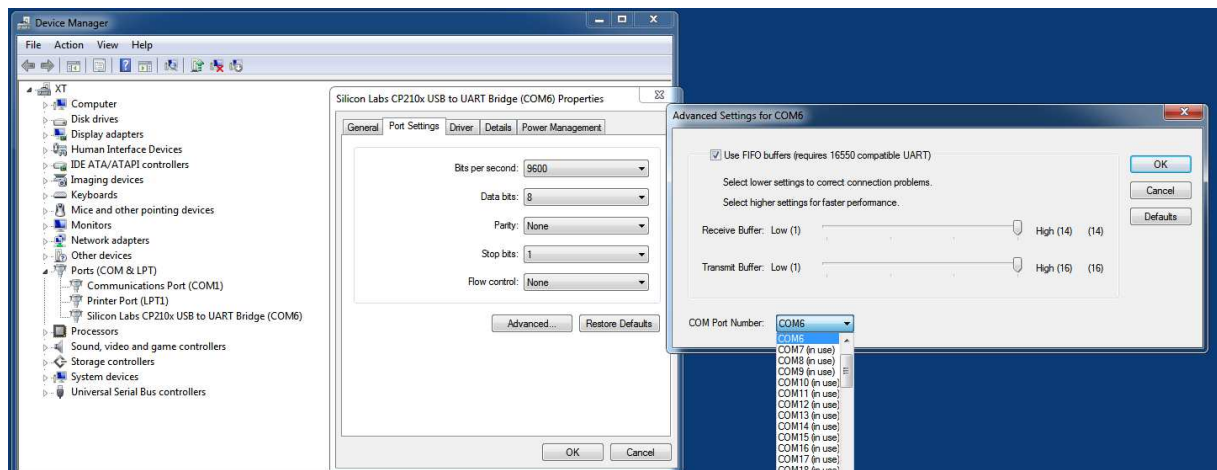 Device Manager
File Action View Help
XT
Computer
Disk drives
Display adapters
Human Interface Devices
IDE ATA/ATAPI controllers
Imaging devices
Keyboards
Mice and other pointing devices
Monitors
Network adapters
Other devices
Ports (COM & LPT)
Communications Port (COM1)
Printer Port (LPT1)
Silicon Labs CP210x USB to UART Bridge (COM6)
Processors
Sound, video and game controllers
Storage controllers
System devices
Universal Serial Bus controllers
Silicon Labs CP210x USB to UART Bridge (COM6) Properties
General Port Settings Driver Details Power Management
Bits per second: 9600
Data bits: 8
Parity: None
Stop bits: 1
Flow control: None
Advanced... Restore Defaults
OK Cancel
Advanced Settings for COM6
Use FIFO buffers (requires 16550 compatible UART)
OK
Select lower settings to correct connection problems.
Cancel
Select higher settings for faster performance.
Defaults
Receive Buffer: Low (1) High (14) (14)
Transmit Buffer: Low (1) High (16) (16)
COM Port Number: COM6
COM6
COM7 (in use)
COM8 (in use)
COM9 (in use)
COM10 (in use)
COM11 (in use)
COM12 (in use)
COM13 (in use)
COM14 (in use)
COM15 (in use)
COM16 (in use)
COM17 (in use)
COM18 (in use)